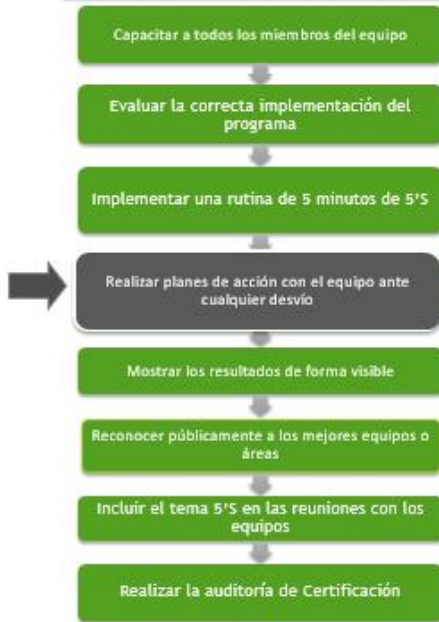 Capacitar a todos los miembros del equipo
Evaluar la correcta implementación del
programa
Implementar una rutina de 5 minutos de 5'S
Realizar planes de acción con el equipo ante
cualquier desvío
Mostrar los resultados de forma visible
Reconocer públicamente a los mejores equipos o
áreas
Incluir el tema 5'S en las reuniones con los
equipos
Realizar la auditoría de Certificación